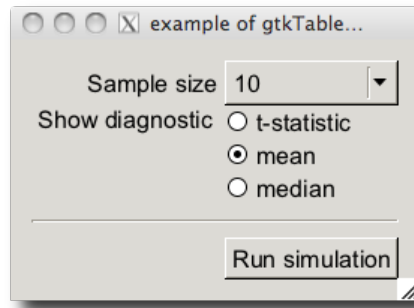 example of gtkTable...
Sample size 10
Show diagnostic t-statistic
mean
median
Run simulation